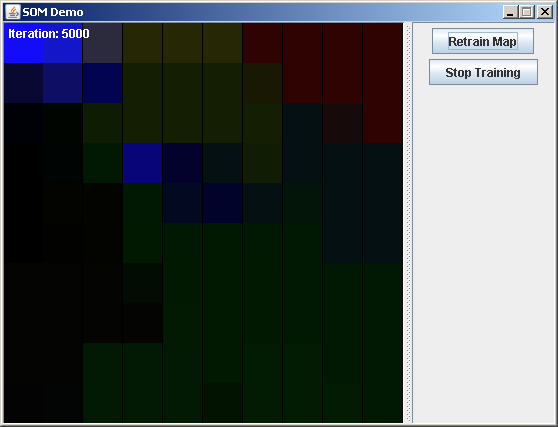 SOM Demo
Iteration: 5000
Retrain Map
Stop Training